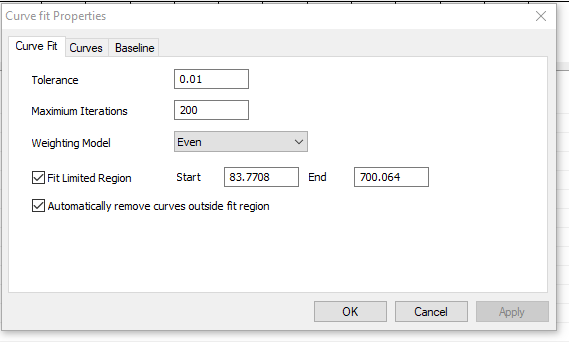 Curve fit Properties
Curve Fit Curves Baseline
Tolerance 0.01
Maximium Iterations 200
Weighting Model Even
Fit Limited Region Start 83.7708 End 700.064
Automatically remove curves outside fit region
OK Cancel Apply